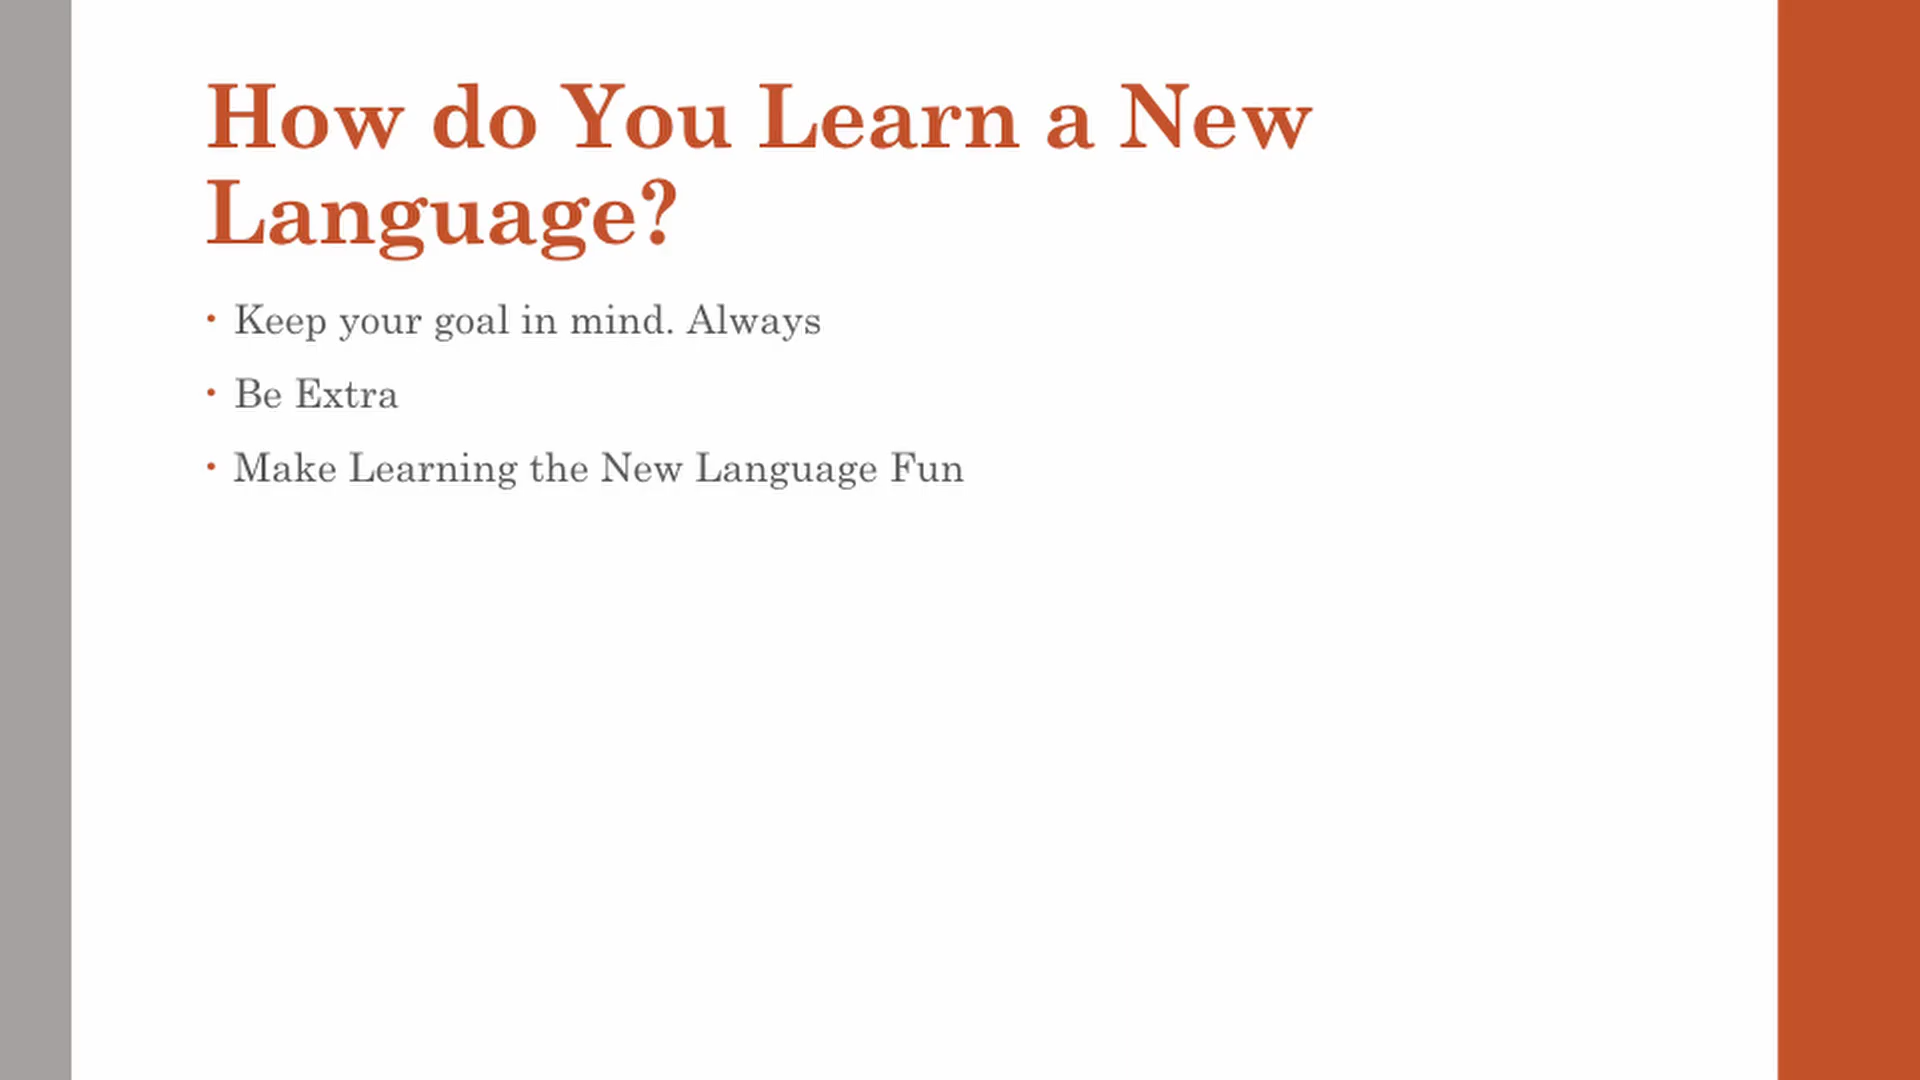 How do You Learn a New
Language?
• Keep your goal in mind. Always
• Be Extra
• Make Learning the New Language Fun